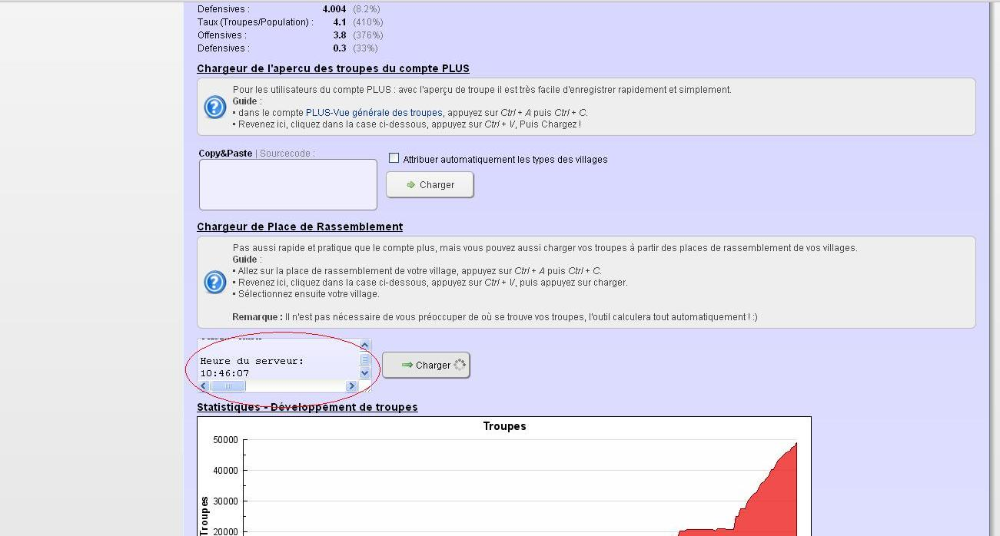 Defensives : 4.004 (8.2%)
Taux (Troupes/Population) : 4.1 (410%)
Offensives : 3.8 (376%)
Defensives : 0.3 (33%)
Chargeur de l'apercu des troupes du compte PLUS
Pour les utilisateurs du compte PLUS : avec l'aperçu de troupe il est très facile d'enregistrer rapidement et simplement.
Guide :
• dans le compte PLUS-Vue générale des troupes, appuyez sur Ctrl + A puis Ctrl + C.
• Revenez ici, cliquez dans la case ci-dessous, appuyez sur Ctrl + V, Puis Chargez !
Copy&Paste | Sourcecode :
Attribuer automatiquement les types des villages
Charger
Chargeur de Place de Rassemblement
Pas aussi rapide et pratique que le compte plus, mais vous pouvez aussi charger vos troupes à partir des places de rassemblement de vos villages.
Guide :
• Allez sur la place de rassemblement de votre village, appuyez sur Ctrl + A puis Ctrl + C.
• Revenez ici, cliquez dans la case ci-dessous, appuyez sur Ctrl + V, puis appuyez sur charger.
• Sélectionnez ensuite votre village.
Remarque : Il n'est pas nécessaire de vous préoccuper de où se trouve vos troupes, l'outil calculera tout automatiquement ! :)
Heure du serveur:
10:46:07
Charger
Statistiques - Développement de troupes
Troupes
50000
40000
30000
20000
Troupes